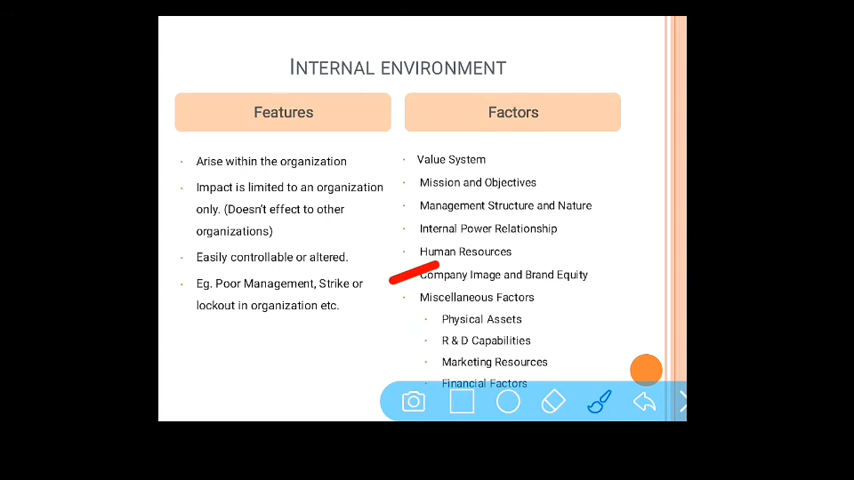 INTERNAL ENVIRONMENT
Features
Arise within the organization
Impact is limited to an organization
only. (Doesn't effect to other
organizations)
Easily controllable or altered.
Eg. Poor Management, Strike or
lockout in organization etc.
Factors
Value System
Mission and Objectives
Management Structure and Nature
Internal Power Relationship
Human Resources
Company Image and Brand Equity
Miscellaneous Factors
Physical Assets
R & D Capabilities
Marketing Resources
Financial Factors